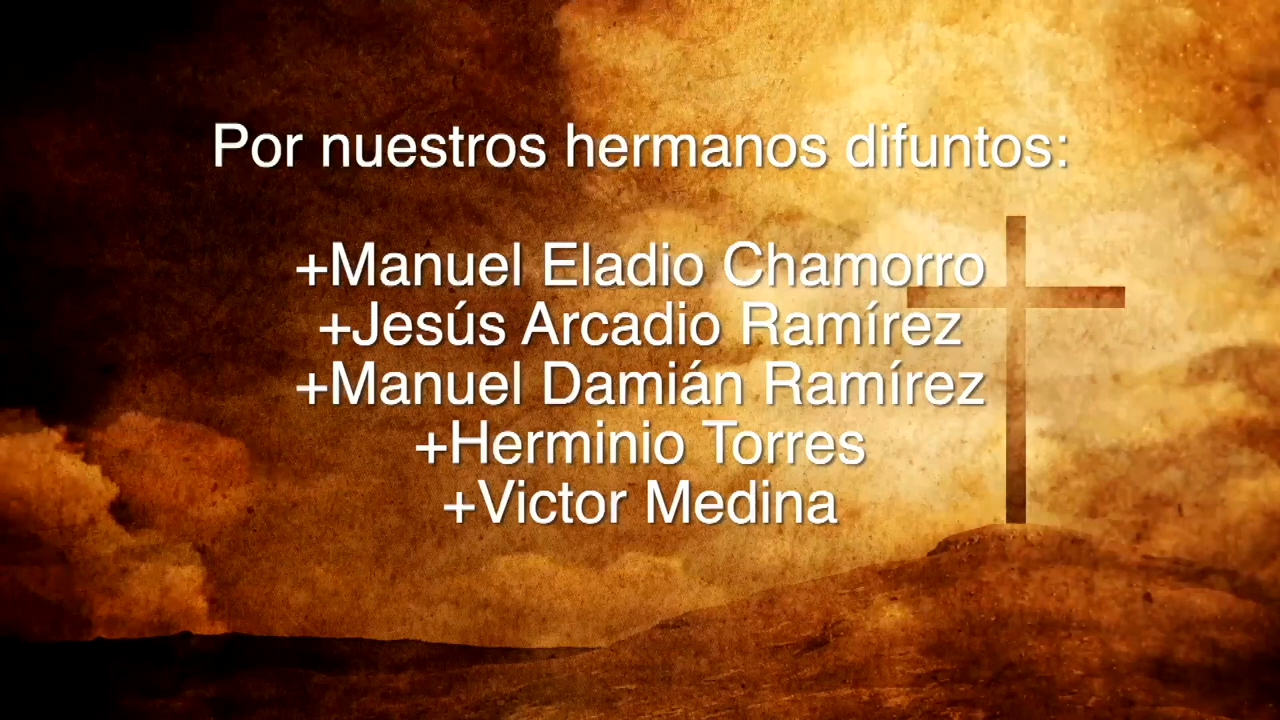 Por nuestros hermanos difuntos:
+Manuel Eladio Chamorro
+Jesús Arcadio Ramírez
+Manuel Damián Ramírez
+Herminio Torres
+Victor Medina